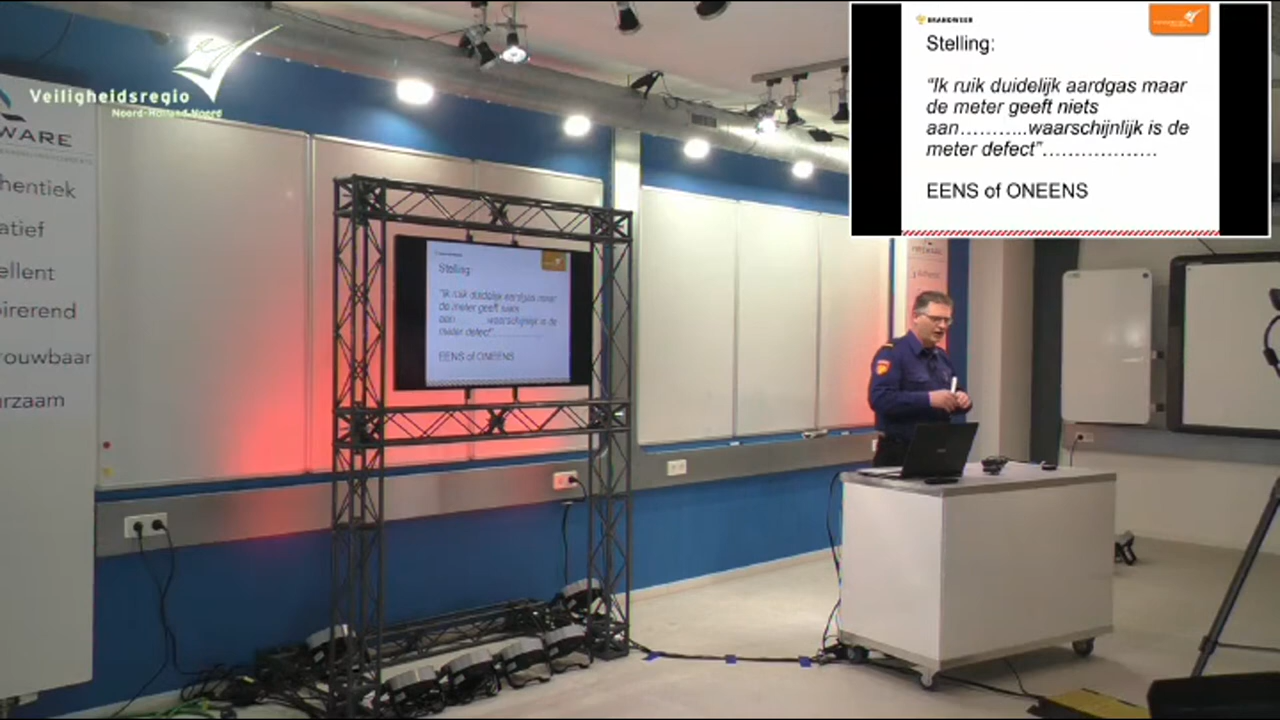 Veiligheidsregio
Noord-Holland Noord
WARE
hentiek
atief
ellent
pirerend
rouwbaar
urzaam
Stelling:
"Ik ruik duidelijk aardgas maar
de meter geeft niets
aan waarschijnlijk is de
meter defect"
EENS of ONEENS
BRANDWEER
Stelling:
“Ik ruik duidelijk aardgas maar
de meter geeft niets
aan………..waarschijnlijk is de
meter defect”………………
EENS of ONEENS